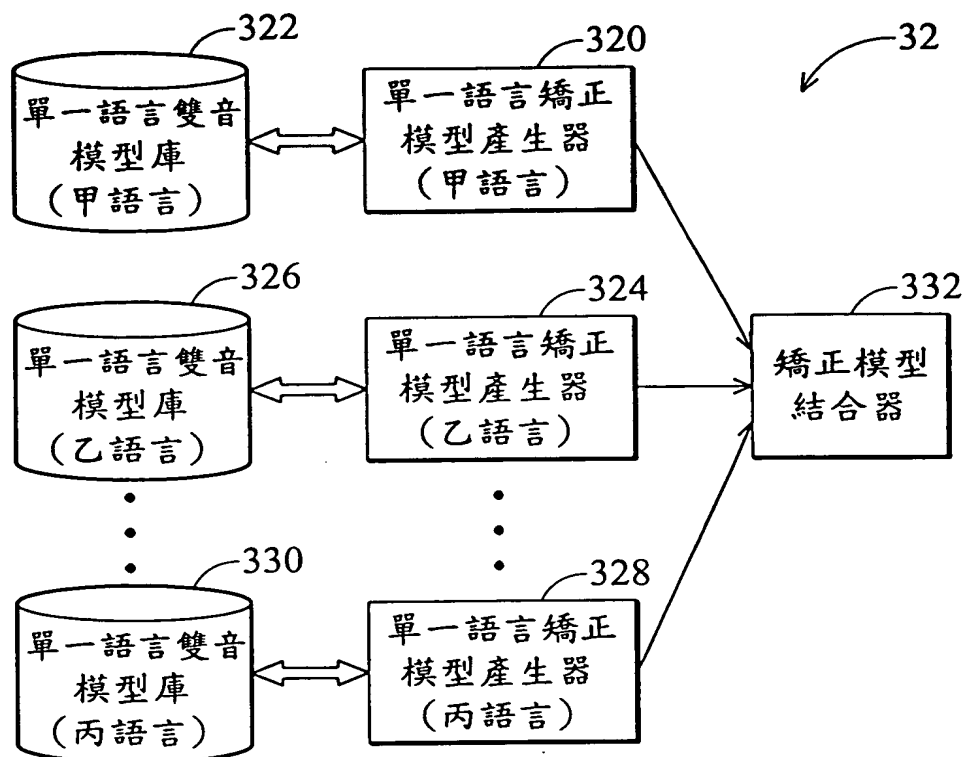 322
單一語言雙音
模型庫
(甲語言)
320
單一語言矯正
模型產生器
(甲語言)
32
326
單一語言雙音
模型庫
(乙語言)
324
單一語言矯正
模型產生器
(乙語言)
332
矯正模型
結合器
330
單一語言雙音
模型庫
(丙語言)
328
單一語言矯正
模型產生器
(丙語言)